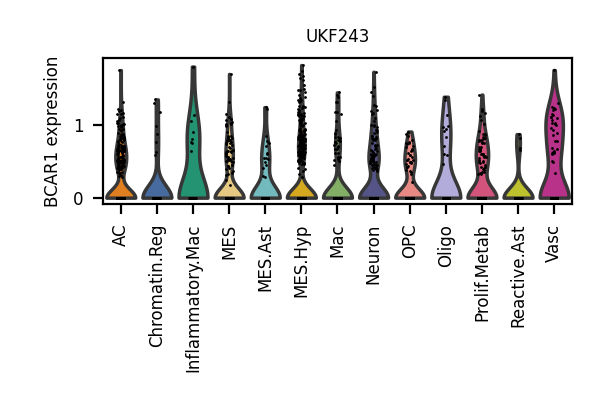 UKF243
BCAR1 expression
1
0
AC
Chromatin.Reg
Inflammatory.Mac
MES
MES.Ast
MES.Hyp
Mac
Neuron
OPC
Oligo
Prolif.Metab
Reactive.Ast
Vasc